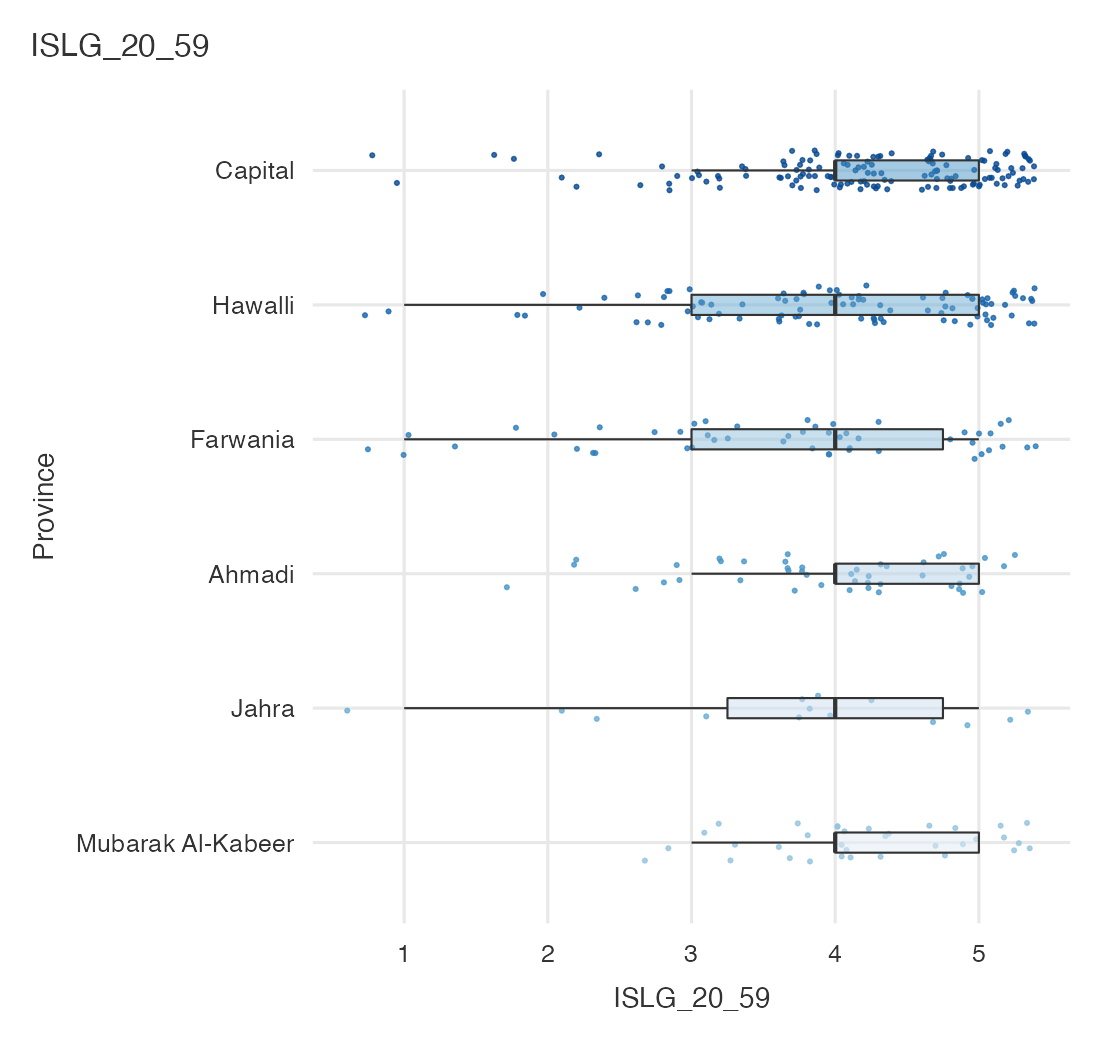 ISLG_20_59
Capital
Hawalli
Farwania
Ahmadi
Jahra
Mubarak Al-Kabeer
Province
1 2 3 4 5
ISLG_20_59